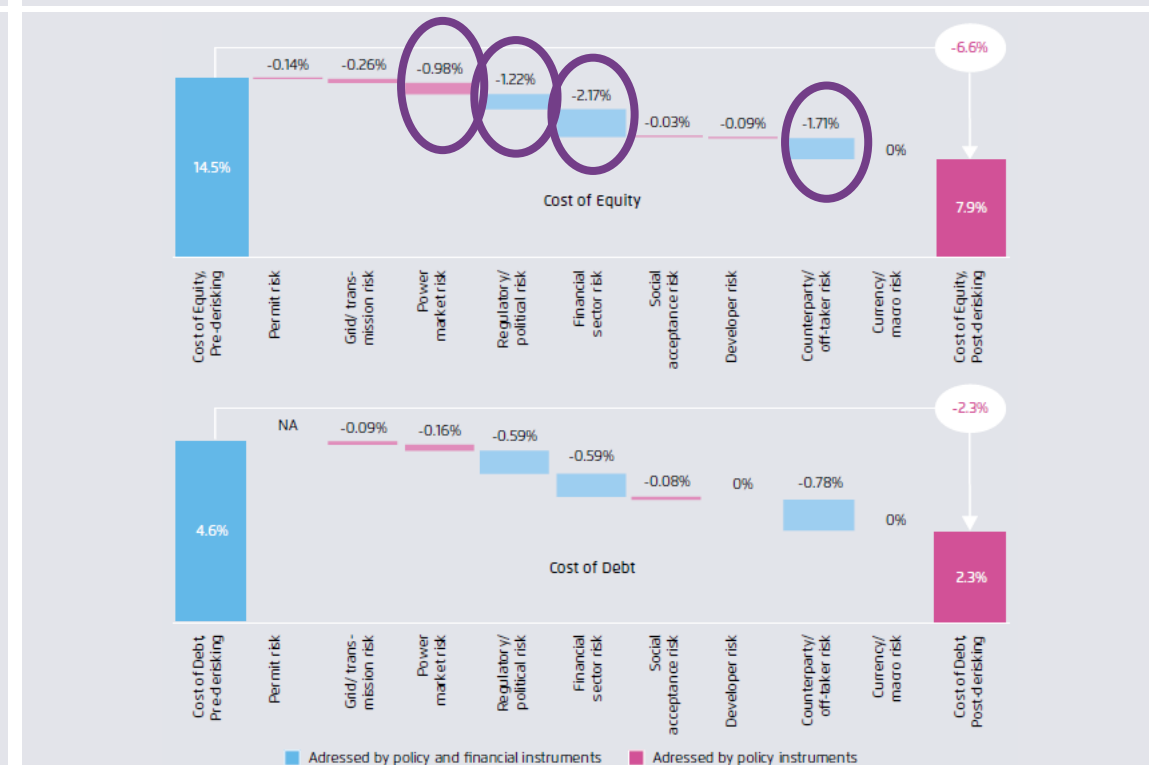 -6.6%
-0.14%
-0.26%
-0.98%
-1.22%
-2.17%
-0.03%
-0.09%
-1.71%
0%
14.5%
7.9%
Cost of Equity
Cost of Equity,
Pre-derisking
Permit risk
Grid/ trans-
mission risk
Power
market risk
Regulatory/
political risk
Financial
sector risk
Social
acceptance risk
Developer risk
Counterparty/
off-taker risk
Currency/
macro risk
Cost of Equity,
Post-derisking
-2.3%
NA
-0.09%
-0.16%
-0.59%
-0.59%
-0.08%
0%
-0.78%
0%
4.6%
2.3%
Cost of Debt
Cost of Debt,
Pre-derisking
Permit risk
Grid/ trans-
mission risk
Power
market risk
Regulatory/
political risk
Financial
sector risk
Social
acceptance risk
Developer risk
Counterparty/
off-taker risk
Currency/
macro risk
Cost of Debt,
Post-derisking
Adressed by policy and financial instruments
Adressed by policy instruments